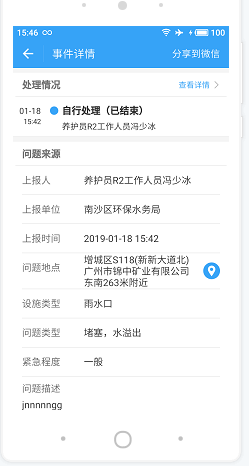 15:46 100
事件详情 分享到微信
处理情况 查看详情
01-18 自行处理（已结束）
15:42 养护员R2工作人员冯少冰
问题来源
上报人 养护员R2工作人员冯少冰
上报单位 南沙区环保水务局
上报时间 2019-01-18 15:42
问题地点 增城区S118(新新大道北)
广州市锦中矿业有限公司
东南263米附近
设施类型 雨水口
问题类型 堵塞，水溢出
紧急程度 一般
问题描述
jnnnnngg